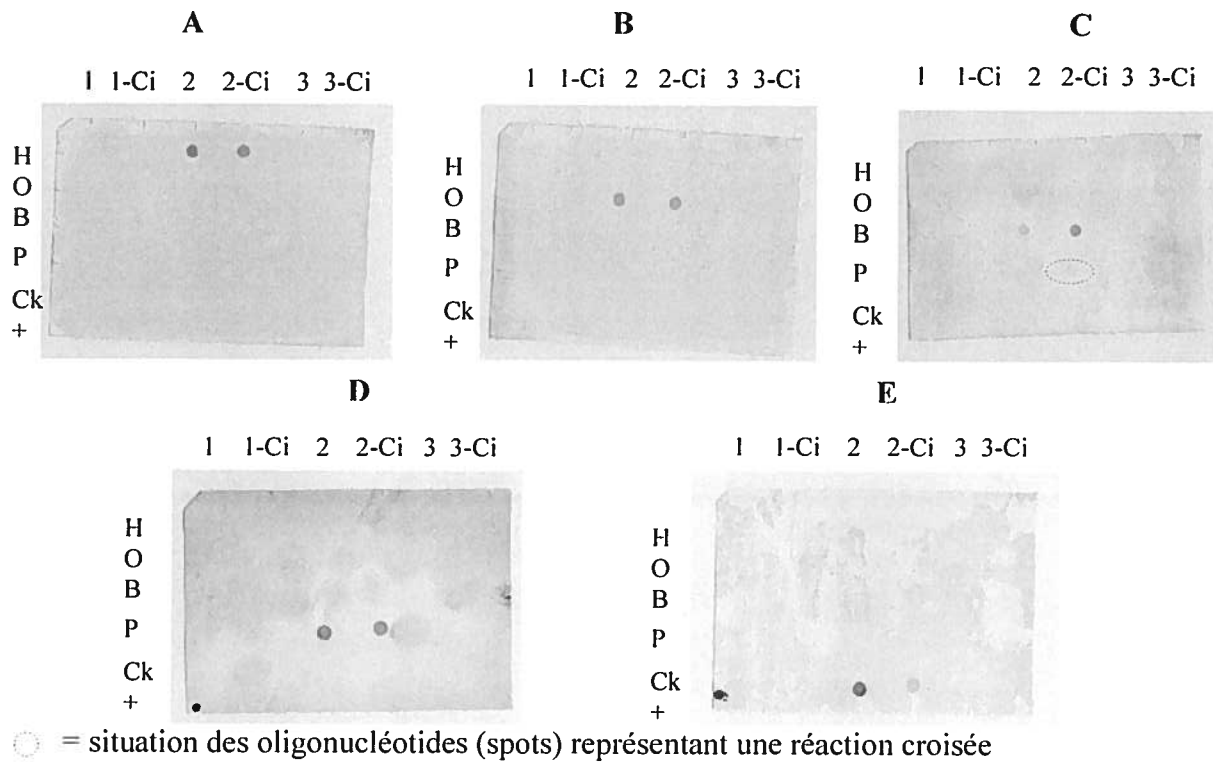 A
1 1-Ci 2 2-Ci 3 3-Ci
H
O
B
P
Ck
+
B
1 1-Ci 2 2-Ci 3 3-Ci
H
O
B
P
Ck
+
C
1 1-Ci 2 2-Ci 3 3-Ci
H
O
B
P
Ck
+
D
1 1-Ci 2 2-Ci 3 3-Ci
H
O
B
P
Ck
+
E
1 1-Ci 2 2-Ci 3 3-Ci
H
O
B
P
Ck
+
= situation des oligonucléotides (spots) représentant une réaction croisée